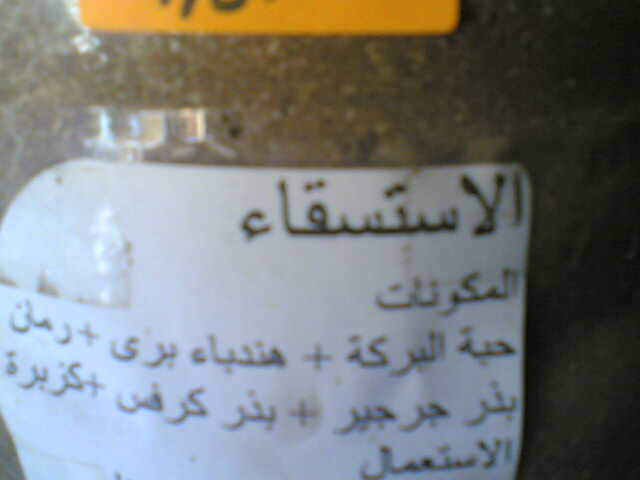 الاستسقاء
المكونات
حبة البركة + هندباء برى +رمان
بذر جرجير + بذر كرفس +كزبرة
الاستعمال